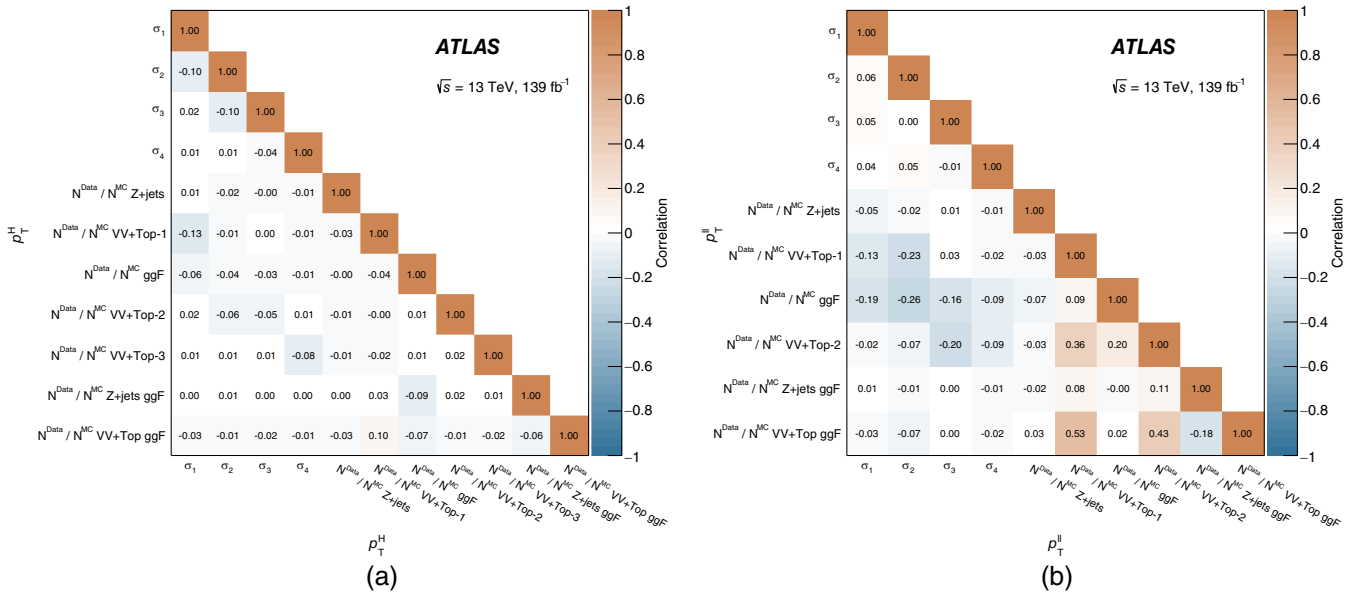 ATLAS
√s = 13 TeV, 139 fb⁻¹
σ₁ 1.00
σ₂ -0.10 1.00
σ₃ 0.02 -0.10 1.00
σ₄ 0.01 0.01 -0.04 1.00
N^Data / N^MC Z+jets 0.01 -0.02 -0.00 -0.01 1.00
N^Data / N^MC VV+Top-1 -0.13 -0.01 0.00 -0.01 -0.03 1.00
N^Data / N^MC ggF -0.06 -0.04 -0.03 -0.01 -0.00 -0.04 1.00
N^Data / N^MC VV+Top-2 0.02 -0.06 -0.05 0.01 -0.01 -0.00 0.01 1.00
N^Data / N^MC VV+Top-3 0.01 0.01 0.01 -0.08 -0.01 -0.02 0.01 0.02 1.00
N^Data / N^MC Z+jets ggF 0.00 0.01 0.00 0.00 0.00 0.03 -0.09 0.02 0.01 1.00
N^Data / N^MC VV+Top ggF -0.03 -0.01 -0.02 -0.01 -0.03 0.10 -0.07 -0.01 -0.02 -0.06 1.00
p_T^H
σ₁ σ₂ σ₃ σ₄
N^Data / N^MC Z+jets
N^Data / N^MC VV+Top-1
N^Data / N^MC ggF
N^Data / N^MC VV+Top-2
N^Data / N^MC VV+Top-3
N^Data / N^MC Z+jets ggF
N^Data / N^MC VV+Top ggF
p_T^H
1
0.8
0.6
0.4
0.2
0
−0.2
−0.4
−0.6
−0.8
−1
Correlation
(a)
ATLAS
√s = 13 TeV, 139 fb⁻¹
σ₁ 1.00
σ₂ 0.06 1.00
σ₃ 0.05 0.00 1.00
σ₄ 0.04 0.05 -0.01 1.00
N^Data / N^MC Z+jets -0.05 -0.02 0.01 -0.01 1.00
N^Data / N^MC VV+Top-1 -0.13 -0.23 0.03 -0.02 -0.03 1.00
N^Data / N^MC ggF -0.19 -0.26 -0.16 -0.09 -0.07 0.09 1.00
N^Data / N^MC VV+Top-2 -0.02 -0.07 -0.20 -0.09 -0.03 0.36 0.20 1.00
N^Data / N^MC Z+jets ggF 0.01 -0.01 0.00 -0.01 -0.02 0.08 -0.00 0.11 1.00
N^Data / N^MC VV+Top ggF -0.03 -0.07 0.00 -0.02 0.03 0.53 0.02 0.43 -0.18 1.00
p_T^ll
σ₁ σ₂ σ₃ σ₄
N^Data / N^MC Z+jets
N^Data / N^MC VV+Top-1
N^Data / N^MC ggF
N^Data / N^MC VV+Top-2
N^Data / N^MC Z+jets ggF
N^Data / N^MC VV+Top ggF
p_T^ll
1
0.8
0.6
0.4
0.2
0
−0.2
−0.4
−0.6
−0.8
−1
Correlation
(b)